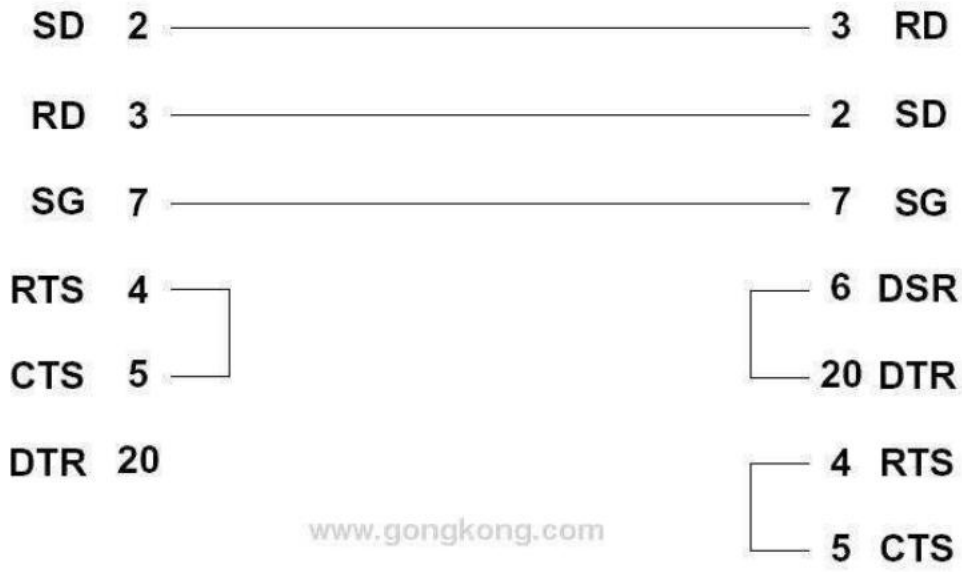 SD 2 3 RD
RD 3 2 SD
SG 7 7 SG
RTS 4 6 DSR
CTS 5 20 DTR
DTR 20 4 RTS
www.gongkong.com
5 CTS